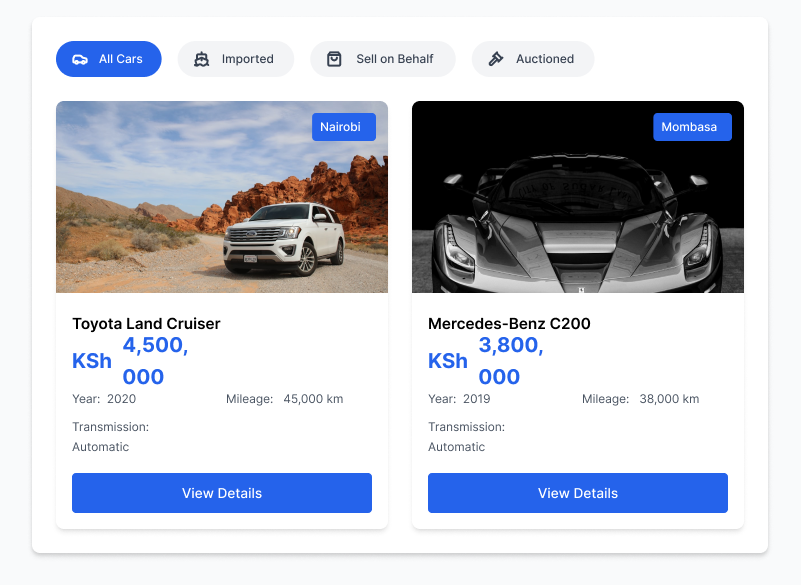 All Cars
Imported
Sell on Behalf
Auctioned
Nairobi
Toyota Land Cruiser
KSh 4,500,
000
Year: 2020
Mileage: 45,000 km
Transmission:
Automatic
View Details
Mombasa
Mercedes-Benz C200
KSh 3,800,
000
Year: 2019
Mileage: 38,000 km
Transmission:
Automatic
View Details